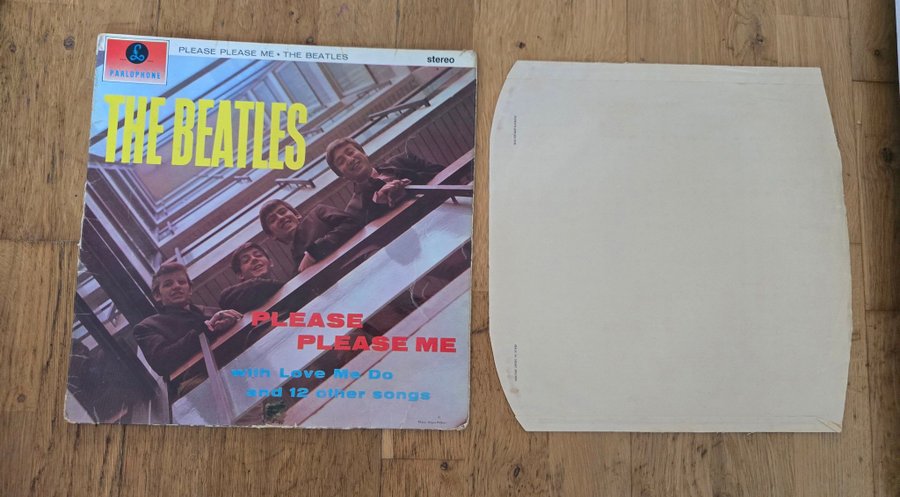 PLEASE PLEASE ME • THE BEATLES
stereo
PARLOPHONE
THE BEATLES
PLEASE
PLEASE ME
with Love Me Do
and 12 other songs